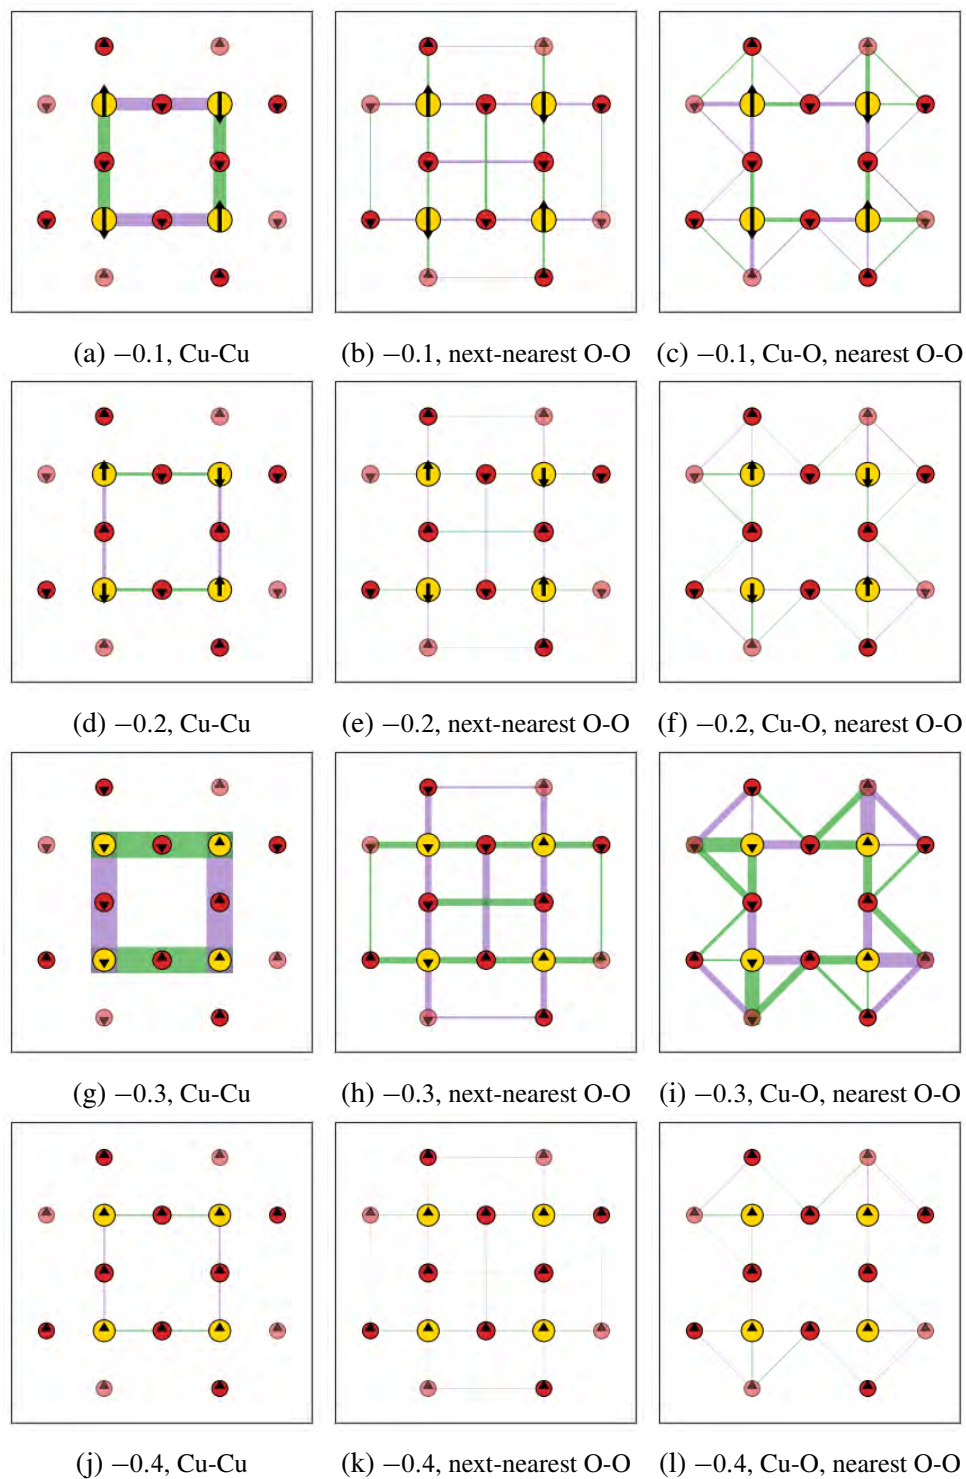 (a) −0.1, Cu-Cu
(b) −0.1, next-nearest O-O
(c) −0.1, Cu-O, nearest O-O
(d) −0.2, Cu-Cu
(e) −0.2, next-nearest O-O
(f) −0.2, Cu-O, nearest O-O
(g) −0.3, Cu-Cu
(h) −0.3, next-nearest O-O
(i) −0.3, Cu-O, nearest O-O
(j) −0.4, Cu-Cu
(k) −0.4, next-nearest O-O
(l) −0.4, Cu-O, nearest O-O